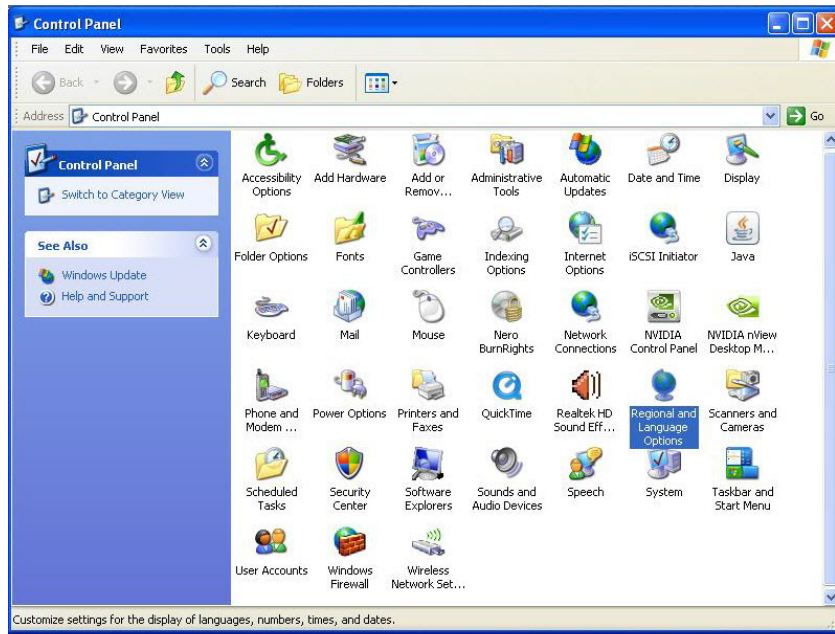 Control Panel
File Edit View Favorites Tools Help
Back Search Folders
Address Control Panel Go
Control Panel
Switch to Category View
See Also
Windows Update
Help and Support
Accessibility Options
Add Hardware
Add or Remov...
Administrative Tools
Automatic Updates
Date and Time
Display
Folder Options
Fonts
Game Controllers
Indexing Options
Internet Options
iSCSI Initiator
Java
Keyboard
Mail
Mouse
Nero BurnRights
Network Connections
NVIDIA Control Panel
NVIDIA nView Desktop M...
Phone and Modem ...
Power Options
Printers and Faxes
QuickTime
Realtek HD Sound Eff...
Regional and Language Options
Scanners and Cameras
Scheduled Tasks
Security Center
Software Explorers
Sounds and Audio Devices
Speech
System
Taskbar and Start Menu
User Accounts
Windows Firewall
Wireless Network Set...
Customize settings for the display of languages, numbers, times, and dates.